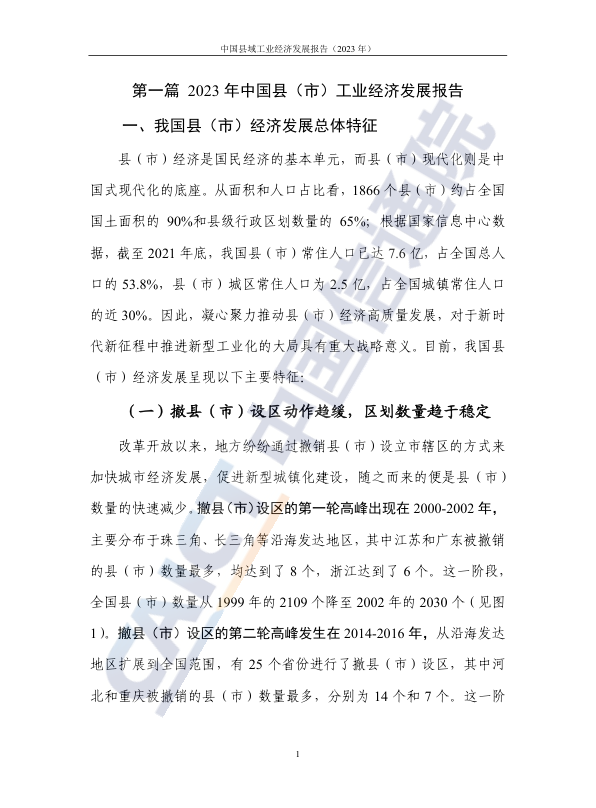 中国县域工业经济发展报告（2023 年）
第一篇 2023 年中国县（市）工业经济发展报告
一、我国县（市）经济发展总体特征
县（市）经济是国民经济的基本单元，而县（市）现代化则是中
国式现代化的底座。从面积和人口占比看，1866 个县（市）约占全国
国土面积的 90%和县级行政区划数量的 65%；根据国家信息中心数
据，截至 2021 年底，我国县（市）常住人口已达 7.6 亿，占全国总人
口的 53.8%，县（市）城区常住人口为 2.5 亿，占全国城镇常住人口
的近 30%。因此，凝心聚力推动县（市）经济高质量发展，对于新时
代新征程中推进新型工业化的大局具有重大战略意义。目前，我国县
（市）经济发展呈现以下主要特征：
（一）撤县（市）设区动作趋缓，区划数量趋于稳定
改革开放以来，地方纷纷通过撤销县（市）设立市辖区的方式来
加快城市经济发展，促进新型城镇化建设，随之而来的便是县（市）
数量的快速减少。撤县（市）设区的第一轮高峰出现在 2000-2002 年，
主要分布于珠三角、长三角等沿海发达地区，其中江苏和广东被撤销
的县（市）数量最多，均达到了 8 个，浙江达到了 6 个。这一阶段，
全国县（市）数量从 1999 年的 2109 个降至 2002 年的 2030 个（见图
1）。撤县（市）设区的第二轮高峰发生在 2014-2016 年，从沿海发达
地区扩展到全国范围，有 25 个省份进行了撤县（市）设区，其中河
北和重庆被撤销的县（市）数量最多，分别为 14 个和 7 个。这一阶
CAICT 中国信通院
1